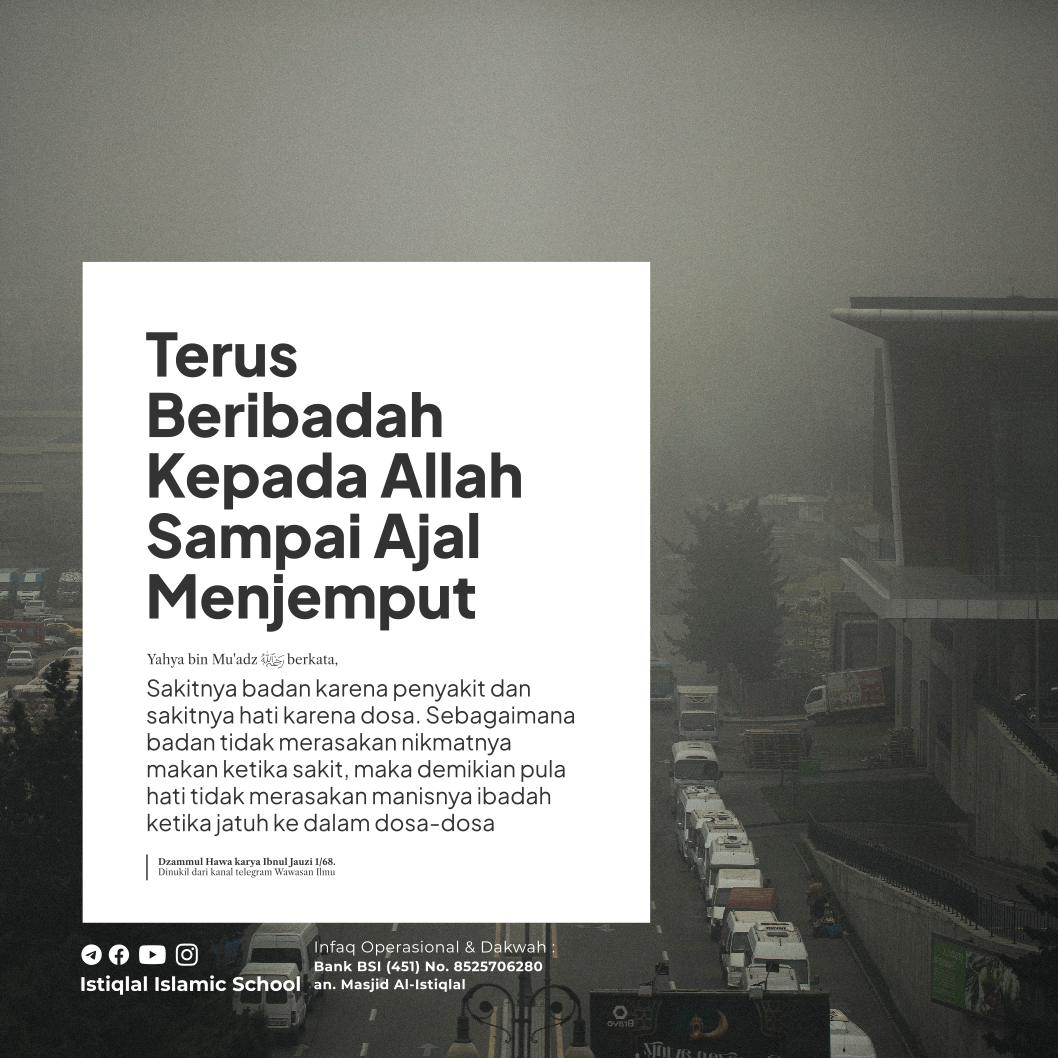 Terus
Beribadah
Kepada Allah
Sampai Ajal
Menjemput
Yahya bin Mu'adz رحمه الله berkata,
Sakitnya badan karena penyakit dan
sakitnya hati karena dosa. Sebagaimana
badan tidak merasakan nikmatnya
makan ketika sakit, maka demikian pula
hati tidak merasakan manisnya ibadah
ketika jatuh ke dalam dosa-dosa
Dzammul Hawa karya Ibnul Jauzi 1/68.
Dinukil dari kanal telegram Wawasan Ilmu
Istiqlal Islamic School
Infaq Operasional & Dakwah :
Bank BSI (451) No. 8525706280
an. Masjid Al-Istiqlal
Bravo